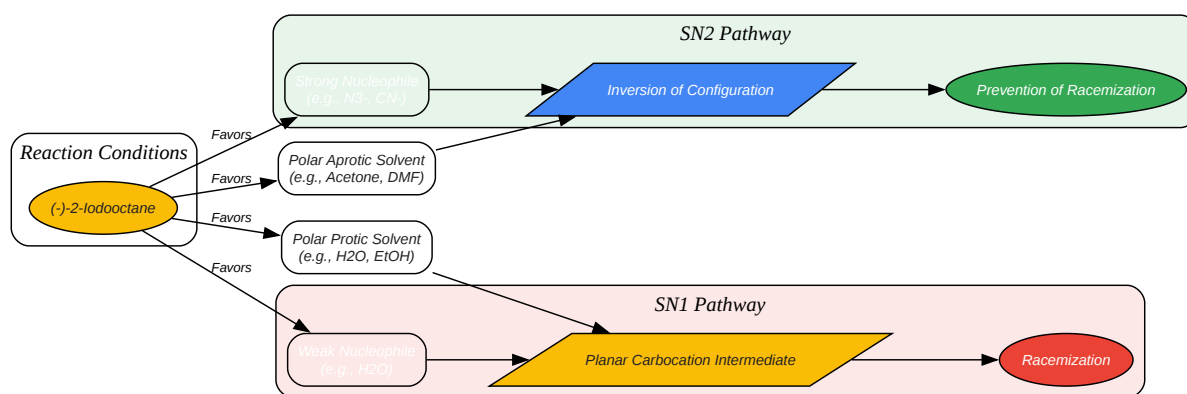 SN2 Pathway
Strong Nucleophile
(e.g., N3-, CN-)
Inversion of Configuration
Prevention of Racemization
Favors
Reaction Conditions
Polar Aprotic Solvent
(e.g., Acetone, DMF)
Favors
(-)-2-Iodooctane
Favors
Polar Protic Solvent
(e.g., H2O, EtOH)
Favors
SN1 Pathway
Weak Nucleophile
(e.g., H2O)
Planar Carbocation Intermediate
Racemization